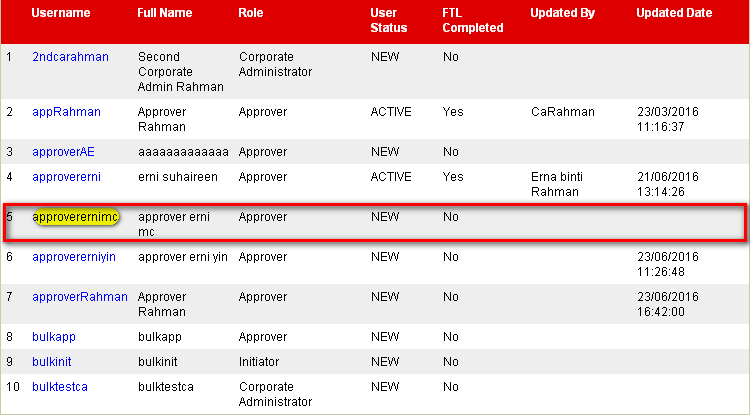 Username Full Name Role User Status FTL Completed Updated By Updated Date
1 2ndcarahman Second Corporate Admin Rahman Corporate Administrator NEW No
2 appRahman Approver Rahman Approver ACTIVE Yes CaRahman 23/03/2016 11:16:37
3 approverAE aaaaaaaaaaaaa Approver NEW No
4 approvererni erni suhaireen Approver ACTIVE Yes Erna binti Rahman 21/06/2016 13:14:26
5 approverernimc approver erni mc Approver NEW No
6 approvererniyin approver erni yin Approver NEW No 23/06/2016 11:26:48
7 approverRahman Approver Rahman Approver NEW No 23/06/2016 16:42:00
8 bulkapp bulkapp Approver NEW No
9 bulkinit bulkinit Initiator NEW No
10 bulktestca bulktestca Corporate Administrator NEW No